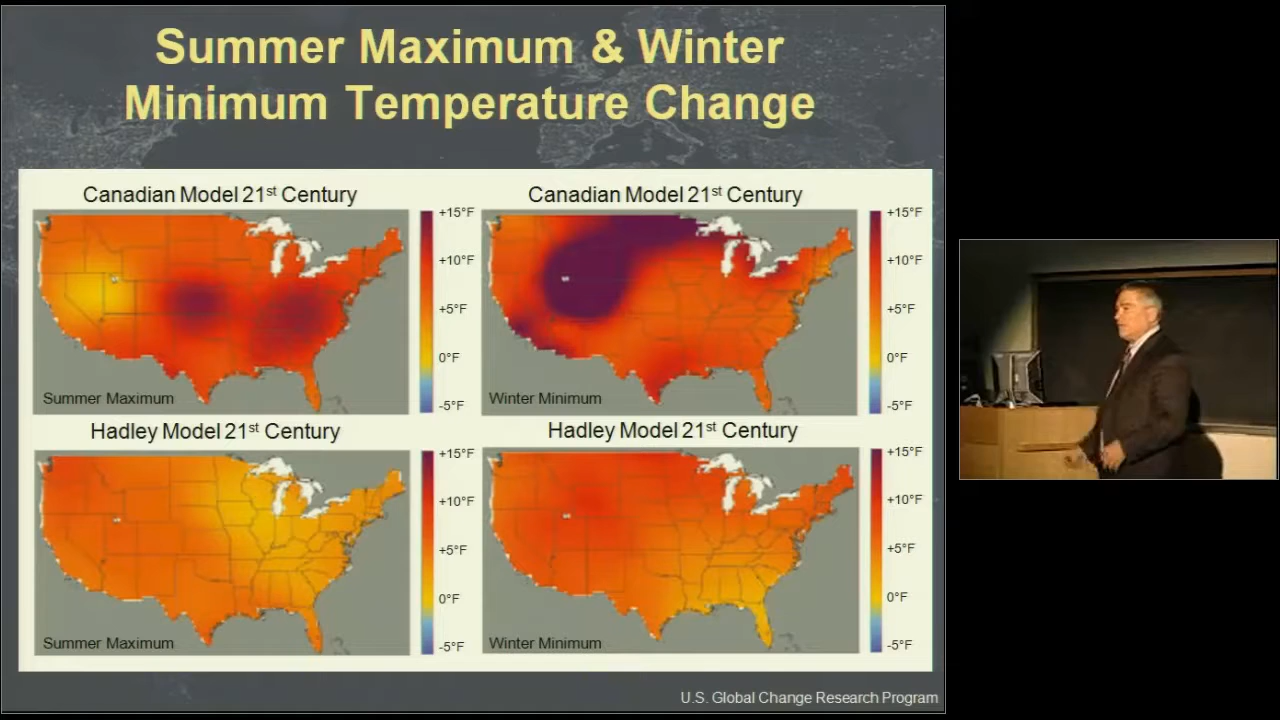 Summer Maximum & Winter
Minimum Temperature Change
Canadian Model 21st Century
+15°F
+10°F
+5°F
0°F
-5°F
Summer Maximum
Canadian Model 21st Century
+15°F
+10°F
+5°F
0°F
-5°F
Winter Minimum
Hadley Model 21st Century
+15°F
+10°F
+5°F
0°F
-5°F
Summer Maximum
Hadley Model 21st Century
+15°F
+10°F
+5°F
0°F
-5°F
Winter Minimum
U.S. Global Change Research Program